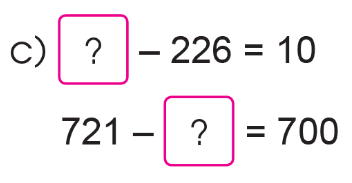 c) ? – 226 = 10
721 – ? = 700